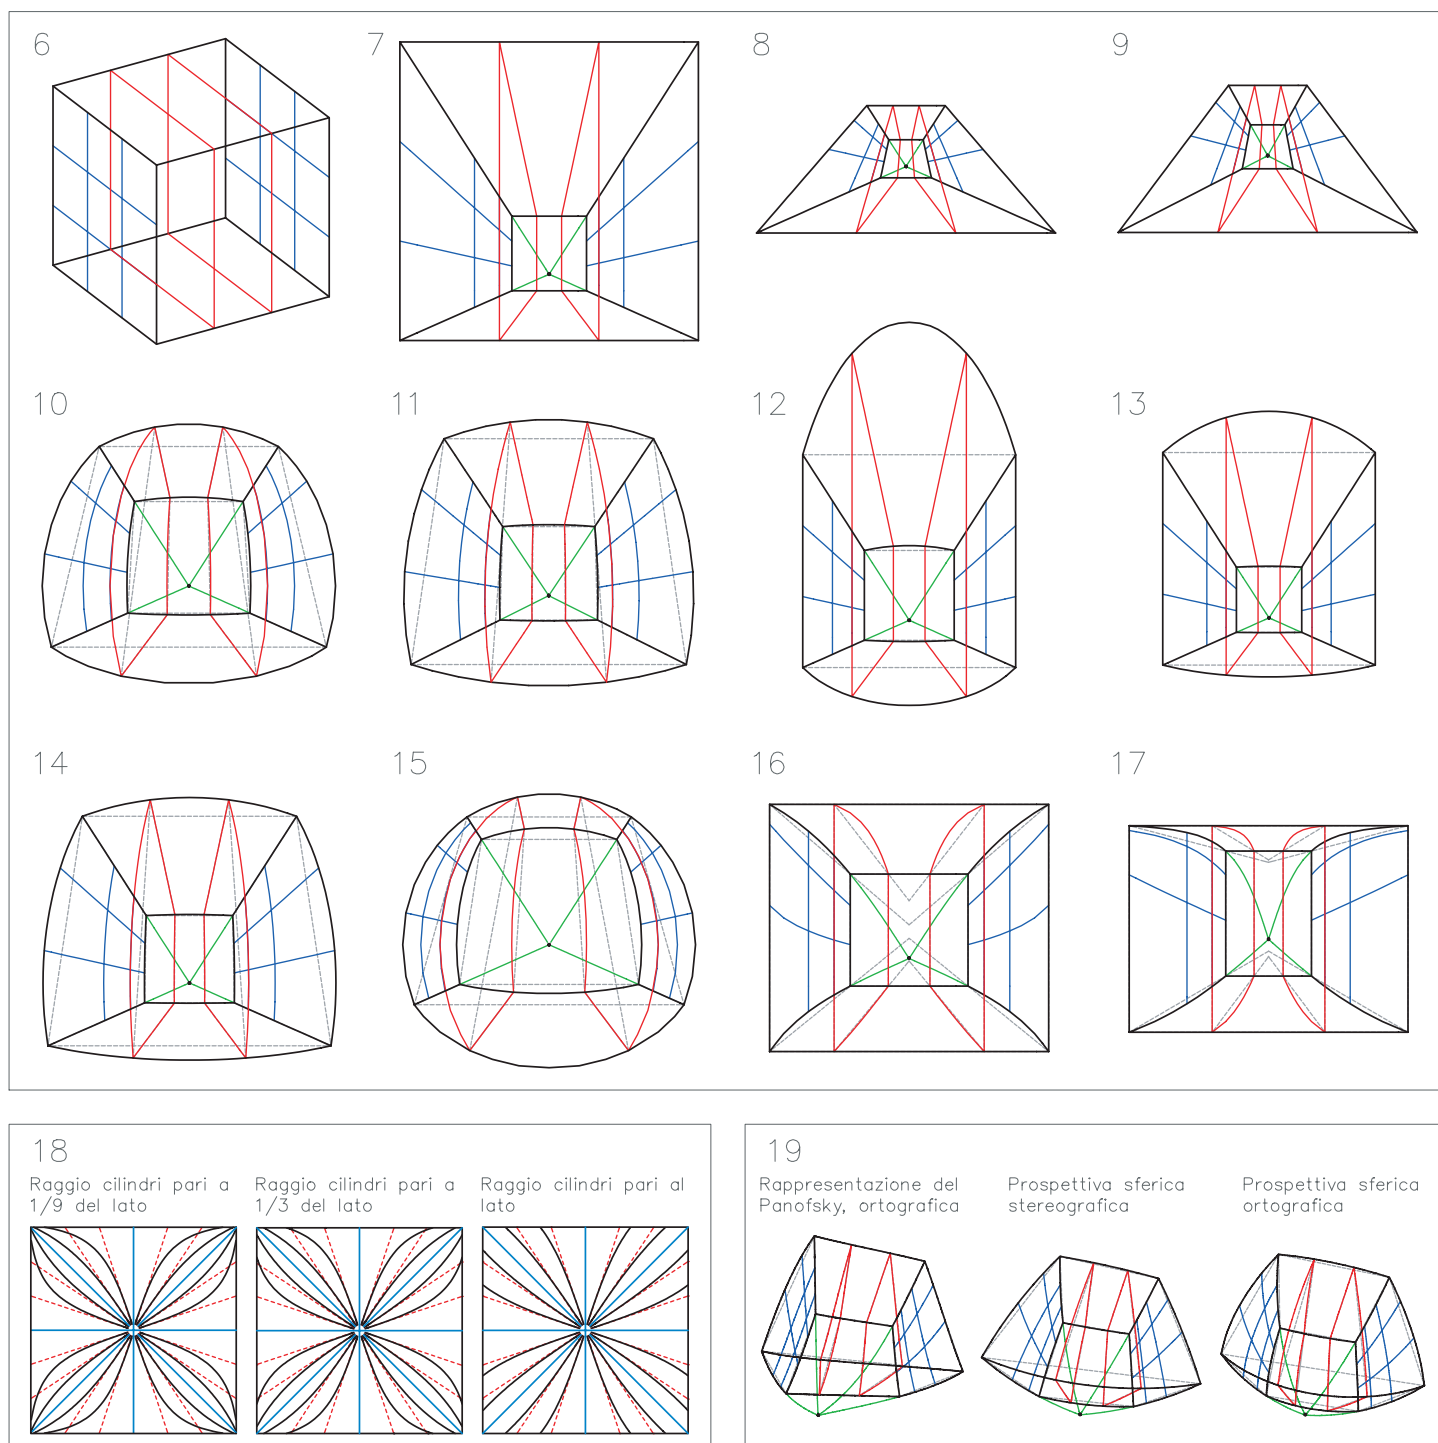 6
7
8
9
10
11
12
13
14
15
16
17
18
Raggio cilindri pari a
1/9 del lato
Raggio cilindri pari a
1/3 del lato
Raggio cilindri pari al
lato
19
Rappresentazione del
Panofsky, ortografica
Prospettiva sferica
stereografica
Prospettiva sferica
ortografica